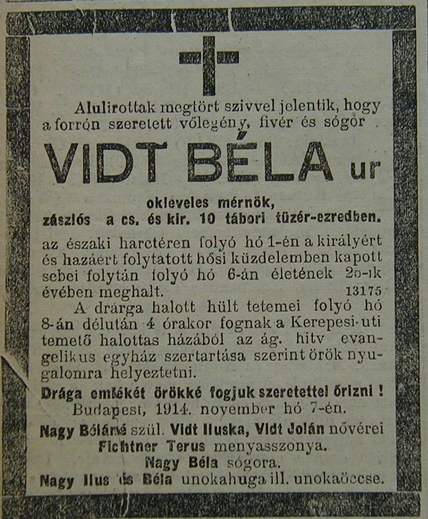 Alulirottak megtört szivvel jelentik, hogy
a forrón szeretett vőlegény, fivér és sógor
VIDT BÉLA ur
okleveles mérnök,
zászlós a cs. és kir. 10 tábori tüzér-ezredben.
az északi harctéren folyó hó 1-én a királyért
és hazáért folytatott hősi küzdelemben kapott
sebei folytán folyó hó 6-án életének
évében meghalt. 13175
A drárga halott hült tetemei folyó hó
8-án délután 4 órakor fognak a Kerepesi-uti
temető halottas házából az ág. hitv evan-
gelikus egyház szertartása szerint örök nyu-
galomra helyeztetni.
Drága emlékét örökké fogjuk szeretettel őrizni !
Budapest, 1914. november hó 7-én.
Nagy Béláné szül. Vidt Iluska, Vidt Jolán nővérei
Fichtner Terus menyasszonya.
Nagy Béla sógora.
Nagy Ilus és Béla unokahuga ill. unokaöccse.